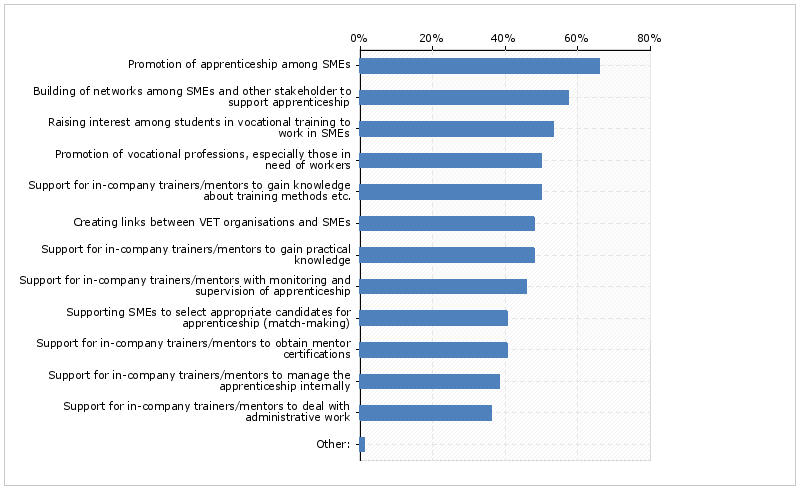 0% 20% 40% 60% 80%
Promotion of apprenticeship among SMEs
Building of networks among SMEs and other stakeholder to
support apprenticeship
Raising interest among students in vocational training to
work in SMEs
Promotion of vocational professions, especially those in
need of workers
Support for in-company trainers/mentors to gain knowledge
about training methods etc.
Creating links between VET organisations and SMEs
Support for in-company trainers/mentors to gain practical
knowledge
Support for in-company trainers/mentors with monitoring and
supervision of apprenticeship
Supporting SMEs to select appropriate candidates for
apprenticeship (match-making)
Support for in-company trainers/mentors to obtain mentor
certifications
Support for in-company trainers/mentors to manage the
apprenticeship internally
Support for in-company trainers/mentors to deal with
administrative work
Other: